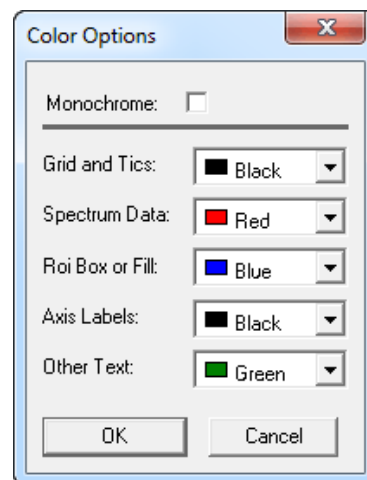 Color Options
Monochrome:
Grid and Tics: Black
Spectrum Data: Red
Roi Box or Fill: Blue
Axis Labels: Black
Other Text: Green
OK Cancel